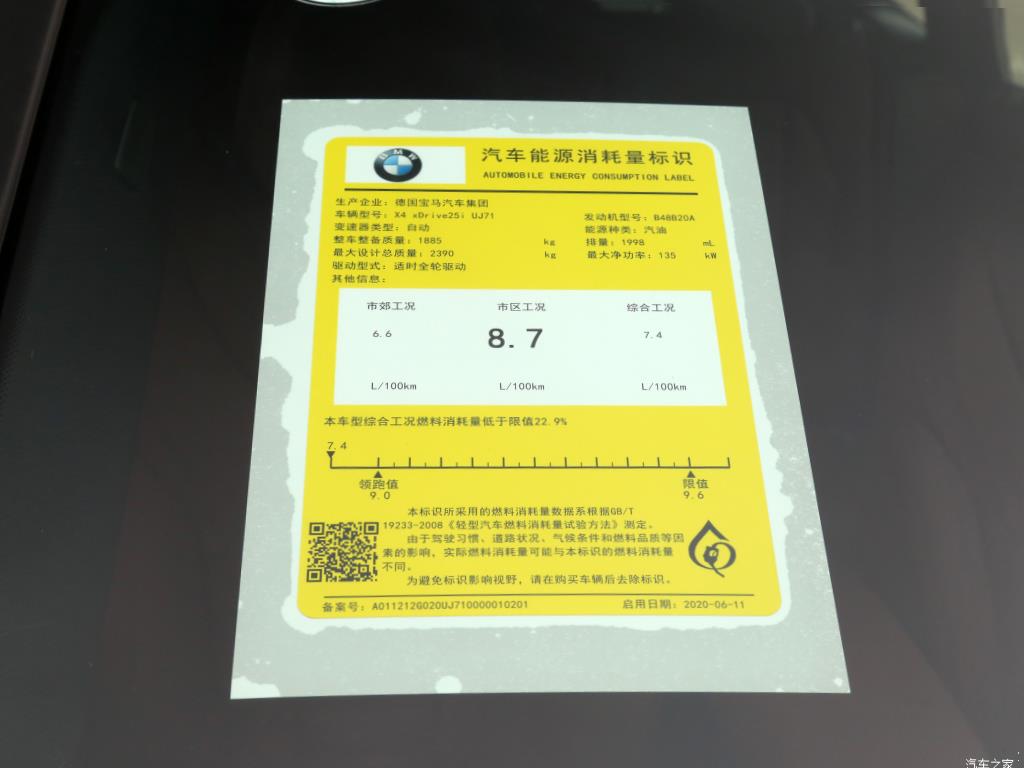 BMW
汽车能源消耗量标识
AUTOMOBILE ENERGY CONSUMPTION LABEL
生产企业：德国宝马汽车集团
车辆型号：X4 xDrive25i UJ71 发动机型号：B48B20A
变速器类型：自动 能源种类：汽油
整车整备质量：1885 kg 排量：1998 mL
最大设计总质量：2390 kg 最大净功率：135 kW
驱动型式：适时全轮驱动
其他信息：
市郊工况 市区工况 综合工况
6.6 8.7 7.4
L/100km L/100km L/100km
本车型综合工况燃料消耗量低于限值22.9%
7.4
领跑值 限值
9.0 9.6
本标识所采用的燃料消耗量数据系根据GB/T
19233-2008《轻型汽车燃料消耗量试验方法》测定。
由于驾驶习惯、道路状况、气候条件和燃料品质等因
素的影响，实际燃料消耗量可能与本标识的燃料消耗量
不同。
为避免标识影响视野，请在购买车辆后去除标识。
备案号：A011212G020UJ710000010201 启用日期：2020-06-11
汽车之家